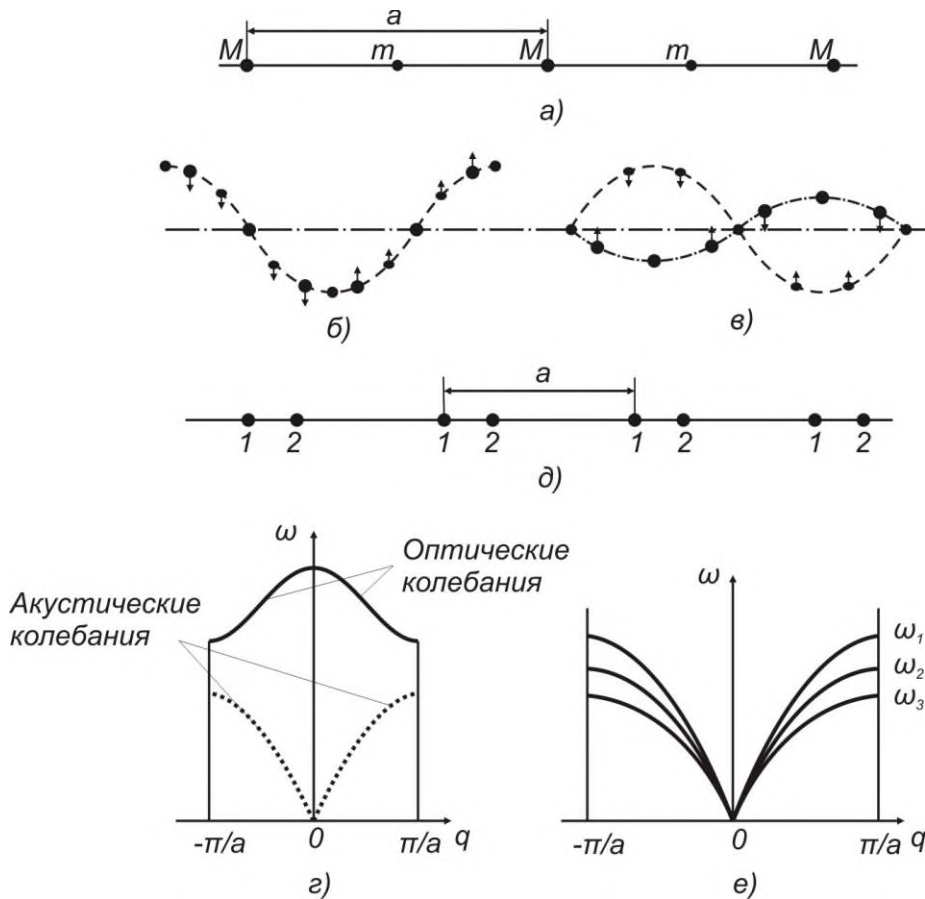 a
M m M m M
а)
б) в)
a
1 2 1 2 1 2 1 2
д)
ω
Оптические
колебания
Акустические
колебания
-π/a 0 π/a q
г)
ω
ω₁
ω₂
ω₃
-π/a 0 π/a q
е)